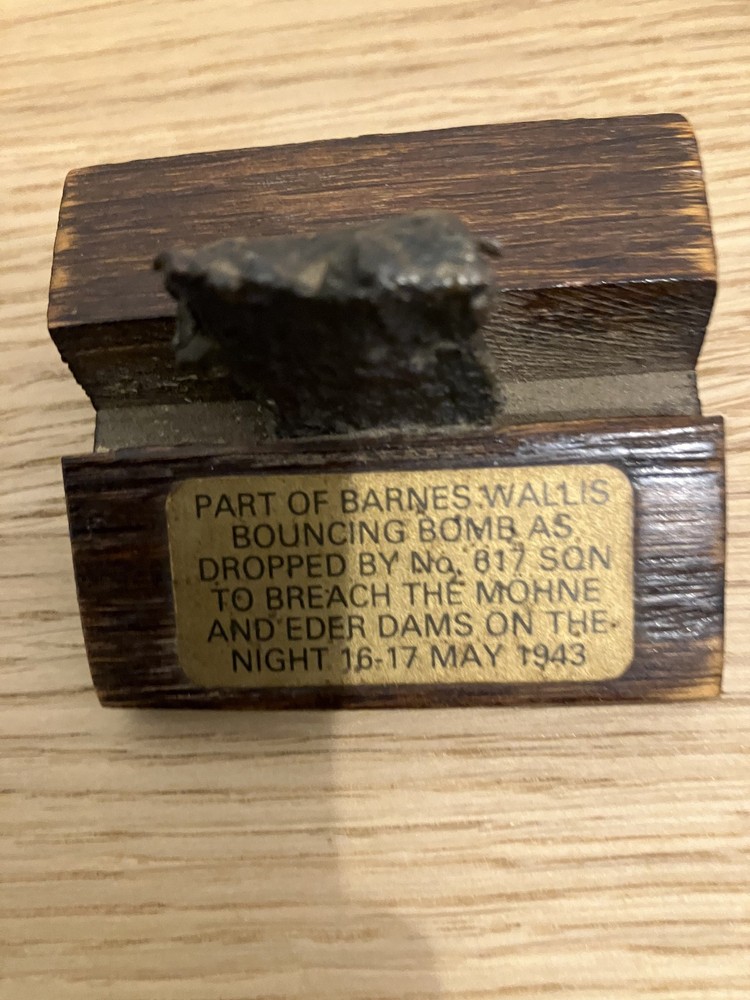 PART OF BARNES WALLIS
BOUNCING BOMB AS
DROPPED BY No. 617 SQN
TO BREACH THE MOHNE
AND EDER DAMS ON THE
NIGHT 16-17 MAY 1943